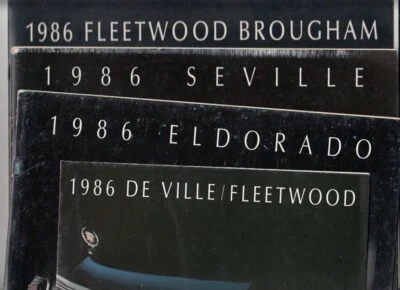 1986 FLEETWOOD BROUGHAM
1986 SEVILLE
1986 ELDORADO
1986 DE VILLE/FLEETWOOD